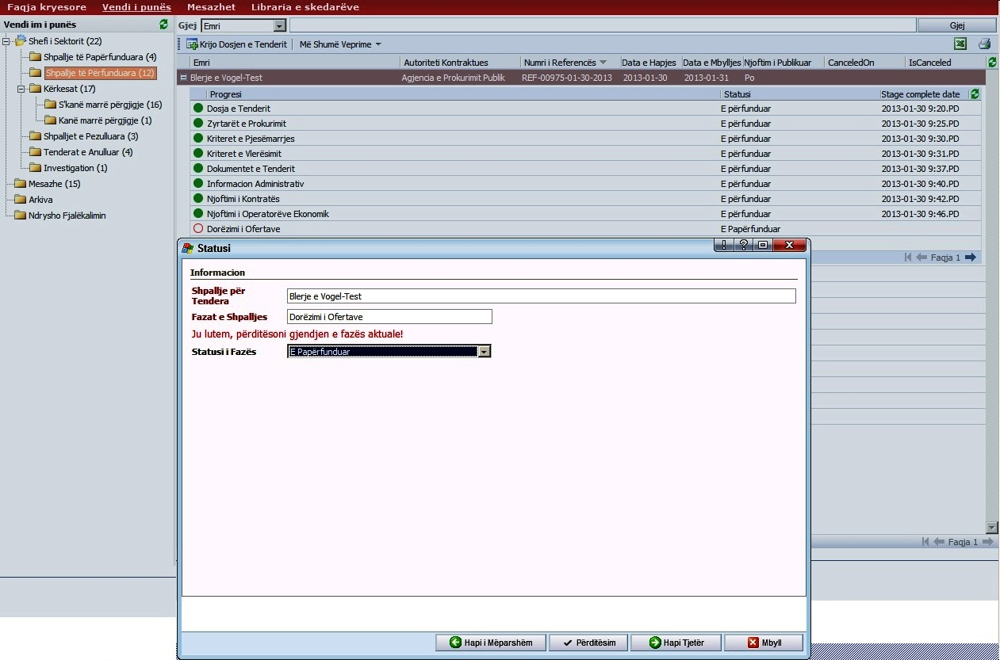 Faqja kryesore Vendi i punës Mesazhet Libraria e skedarëve
Vendi im i punës
Shefi i Sektorit (22)
Shpallje të Papërfunduara (4)
Shpallje të Përfunduara (12)
Kërkesat (17)
S'kanë marrë përgjigje (16)
Kanë marrë përgjigje (1)
Shpalljet e Pezulluara (3)
Tenderat e Anulluar (4)
Investigation (1)
Mesazhe (15)
Arkiva
Ndrysho Fjalëkalimin
Gjej Emri Gjej
Krijo Dosjen e Tenderit Më Shumë Veprime
Emri Autoriteti Kontraktues Numri i Referencës Data e Hapjes Data e Mbylljes Njoftim i Publikuar CanceledOn IsCanceled
Blerje e Vogel-Test Agjencia e Prokurimit Publik REF-00975-01-30-2013 2013-01-30 2013-01-31 Po
Progresi Statusi Stage complete date
Dosja e Tenderit E përfunduar 2013-01-30 9:20.PD
Zyrtarët e Prokurimit E përfunduar 2013-01-30 9:25.PD
Kriteret e Pjesëmarrjes E përfunduar 2013-01-30 9:30.PD
Kriteret e Vlerësimit E përfunduar 2013-01-30 9:31.PD
Dokumentet e Tenderit E përfunduar 2013-01-30 9:37.PD
Informacion Administrativ E përfunduar 2013-01-30 9:40.PD
Njoftimi i Kontratës E përfunduar 2013-01-30 9:42.PD
Njoftimi i Operatorëve Ekonomik E përfunduar 2013-01-30 9:46.PD
Dorëzimi i Ofertave E Papërfunduar
Faqja 1
Statusi
Informacion
Shpallje për
Tendera
Blerje e Vogel-Test
Fazat e Shpalljes Dorëzimi i Ofertave
Ju lutem, përditësoni gjendjen e fazës aktuale!
Statusi i Fazës E Papërfunduar
Faqja 1
Hapi i Mëparshëm Përditësim Hapi Tjetër Mbyll